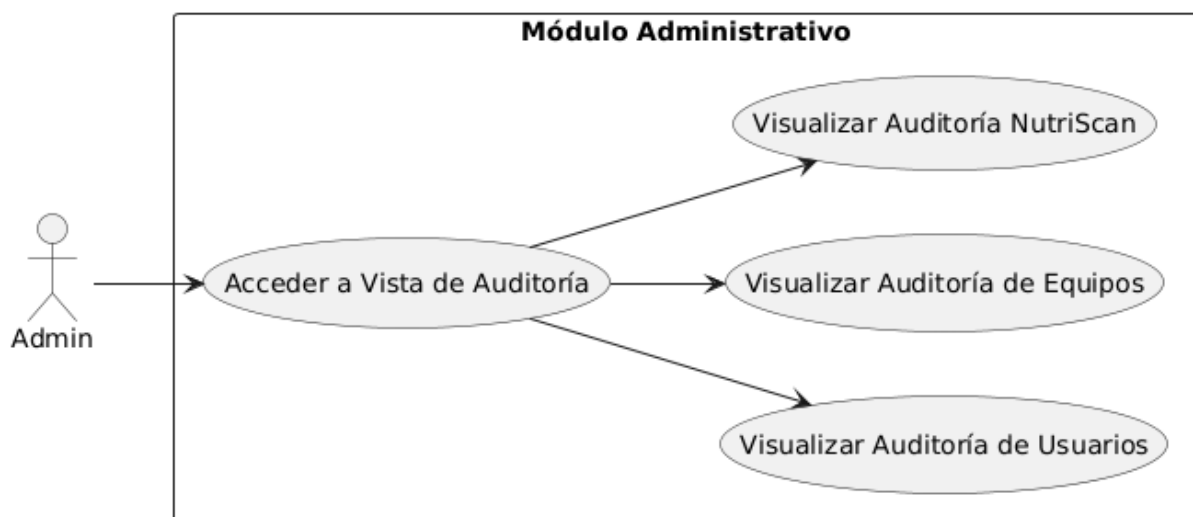 Módulo Administrativo
Visualizar Auditoría NutriScan
Acceder a Vista de Auditoría
Visualizar Auditoría de Equipos
Admin
Visualizar Auditoría de Usuarios